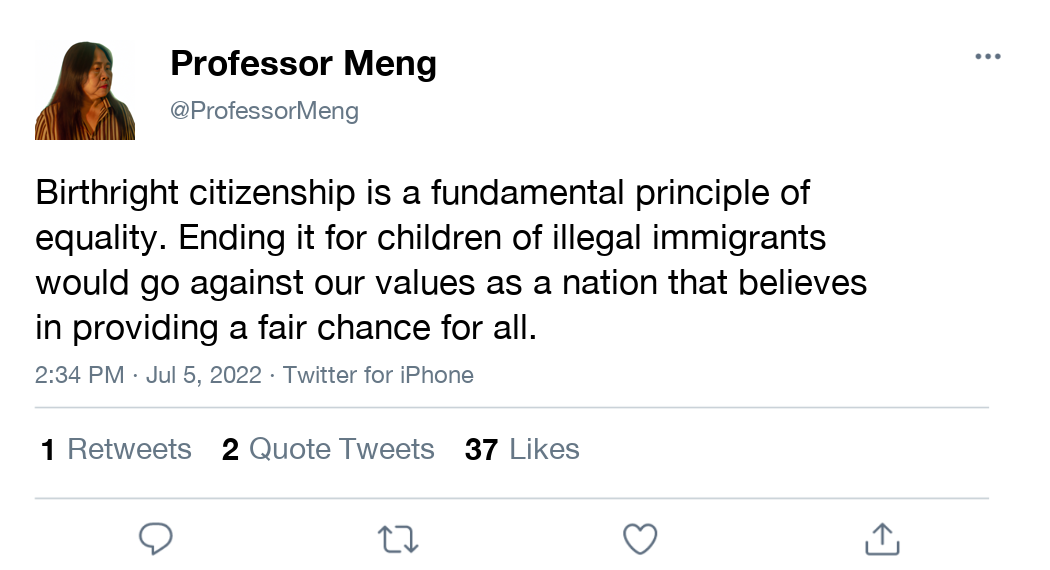 Professor Meng
@ProfessorMeng
Birthright citizenship is a fundamental principle of
equality. Ending it for children of illegal immigrants
would go against our values as a nation that believes
in providing a fair chance for all.
2:34 PM · Jul 5, 2022 · Twitter for iPhone
1 Retweets 2 Quote Tweets 37 Likes